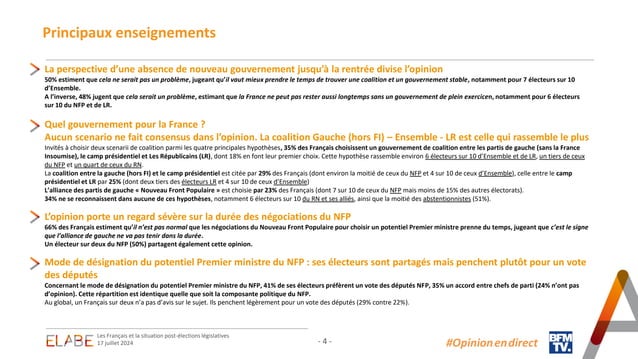 Principaux enseignements
La perspective d'une absence de nouveau gouvernement jusqu'à la rentrée divise l'opinion
50% estiment que cela ne serait pas un problème, jugeant qu'il vaut mieux prendre le temps de trouver une coalition et un gouvernement stable, notamment pour 7 électeurs sur 10
d'Ensemble.
A l'inverse, 48% jugent que cela serait un problème, estimant que la France ne peut pas rester aussi longtemps sans un gouvernement de plein exercicen, notamment pour 6 électeurs
sur 10 du NFP et de LR.
Quel gouvernement pour la France ?
Aucun scenario ne fait consensus dans l'opinion. La coalition Gauche (hors FI) – Ensemble - LR est celle qui rassemble le plus
Invités à choisir deux scenarii de coalition parmi les quatre principales hypothèses, 35% des Français choisissent un gouvernement de coalition entre les partis de gauche (sans la France
Insoumise), le camp présidentiel et Les Républicains (LR), dont 18% en font leur premier choix. Cette hypothèse rassemble environ 6 électeurs sur 10 d'Ensemble et de LR, un tiers de ceux
du NFP et un quart de ceux du RN.
La coalition entre la gauche (hors FI) et le camp présidentiel est citée par 29% des Français (dont environ la moitié de ceux du NFP et 4 sur 10 de ceux d'Ensemble), celle entre le camp
présidentiel et LR par 25% (dont deux tiers des électeurs LR et 4 sur 10 de ceux d'Ensemble)
L'alliance des partis de gauche « Nouveau Front Populaire » est choisie par 23% des Français (dont 7 sur 10 de ceux du NFP mais moins de 15% des autres électorats).
34% ne se reconnaissent dans aucune de ces hypothèses, notamment 6 électeurs sur 10 du RN et ses alliés, ainsi que la moitié des abstentionnistes (51%).
L'opinion porte un regard sévère sur la durée des négociations du NFP
66% des Français estiment qu'il n'est pas normal que les négociations du Nouveau Front Populaire pour choisir un potentiel Premier ministre prenne du temps, jugeant que c'est le signe
que l'alliance de gauche ne va pas tenir dans la durée.
Un électeur sur deux du NFP (50%) partagent également cette opinion.
Mode de désignation du potentiel Premier ministre du NFP : ses électeurs sont partagés mais penchent plutôt pour un vote
des députés
Concernant le mode de désignation du potentiel Premier ministre du NFP, 41% de ses électeurs préfèrent pour un vote des députés NFP, 35% un accord entre chefs de parti (24% n'ont pas
d'opinion). Cette répartition est identique quelle que soit la composante politique du NFP.
Au global, un Français sur deux n'a pas d'avis sur le sujet. Ils penchent légèrement pour un vote des députés (29% contre 22%).
ELABE
Les Français et la situation post-élections législatives
17 juillet 2024
- 4 -
#Opinion en direct
BFM
TV.